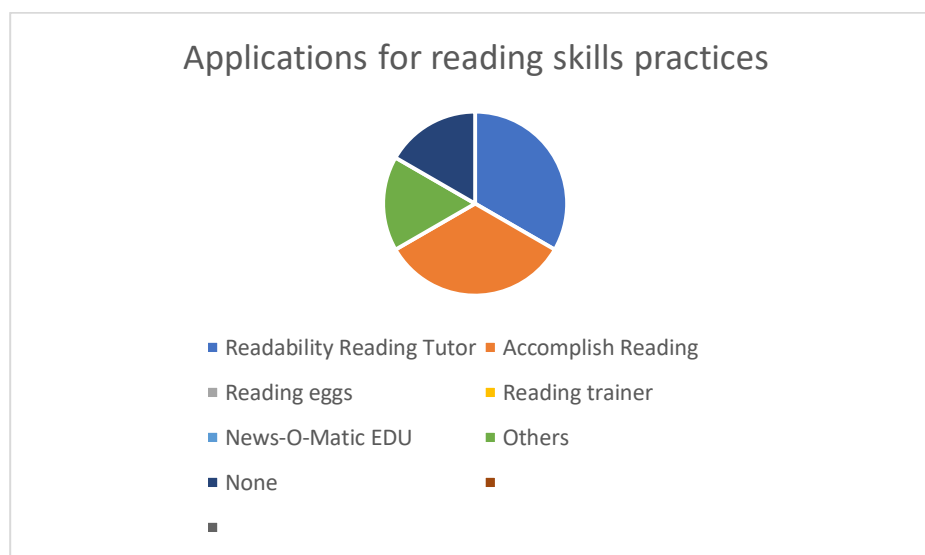 Applications for reading skills practices
Readability Reading Tutor Accomplish Reading
Reading eggs Reading trainer
News-O-Matic EDU Others
None